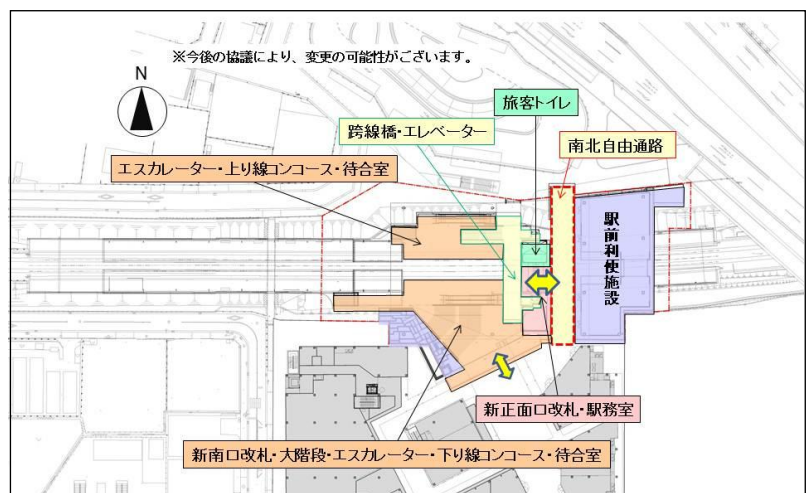 ※今後の協議により、変更の可能性がございます。
N
旅客トイレ
跨線橋・エレベーター
南北自由通路
エスカレーター・上り線コンコース・待合室
駅前利便施設
新正面口改札・駅務室
新南口改札・大階段・エスカレーター・下り線コンコース・待合室